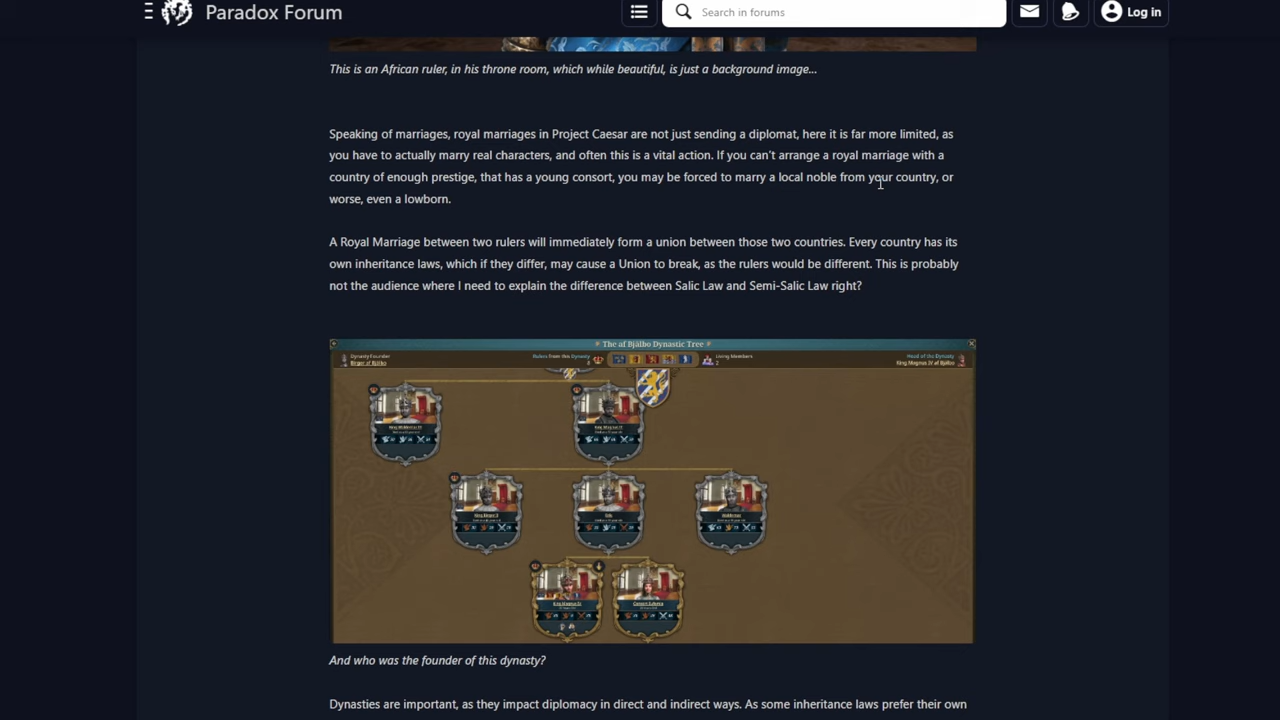 Paradox Forum
Search in forums
Log in
This is an African ruler, in his throne room, which while beautiful, is just a background image...
Speaking of marriages, royal marriages in Project Caesar are not just sending a diplomat, here it is far more limited, as
you have to actually marry real characters, and often this is a vital action. If you can't arrange a royal marriage with a
country of enough prestige, that has a young consort, you may be forced to marry a local noble from your country, or
worse, even a lowborn.
A Royal Marriage between two rulers will immediately form a union between those two countries. Every country has its
own inheritance laws, which if they differ, may cause a Union to break, as the rulers would be different. This is probably
not the audience where I need to explain the difference between Salic Law and Semi-Salic Law right?
The af Bjälbo Dynastic Tree
Dynasty Founder
Birger af Bjälbo
Rulers from this Dynasty
Living Members
2
Head of the Dynasty
King Magnus IV af Bjälbo
King Magnus IV
Consort
And who was the founder of this dynasty?
Dynasties are important, as they impact diplomacy in direct and indirect ways. As some inheritance laws prefer their own